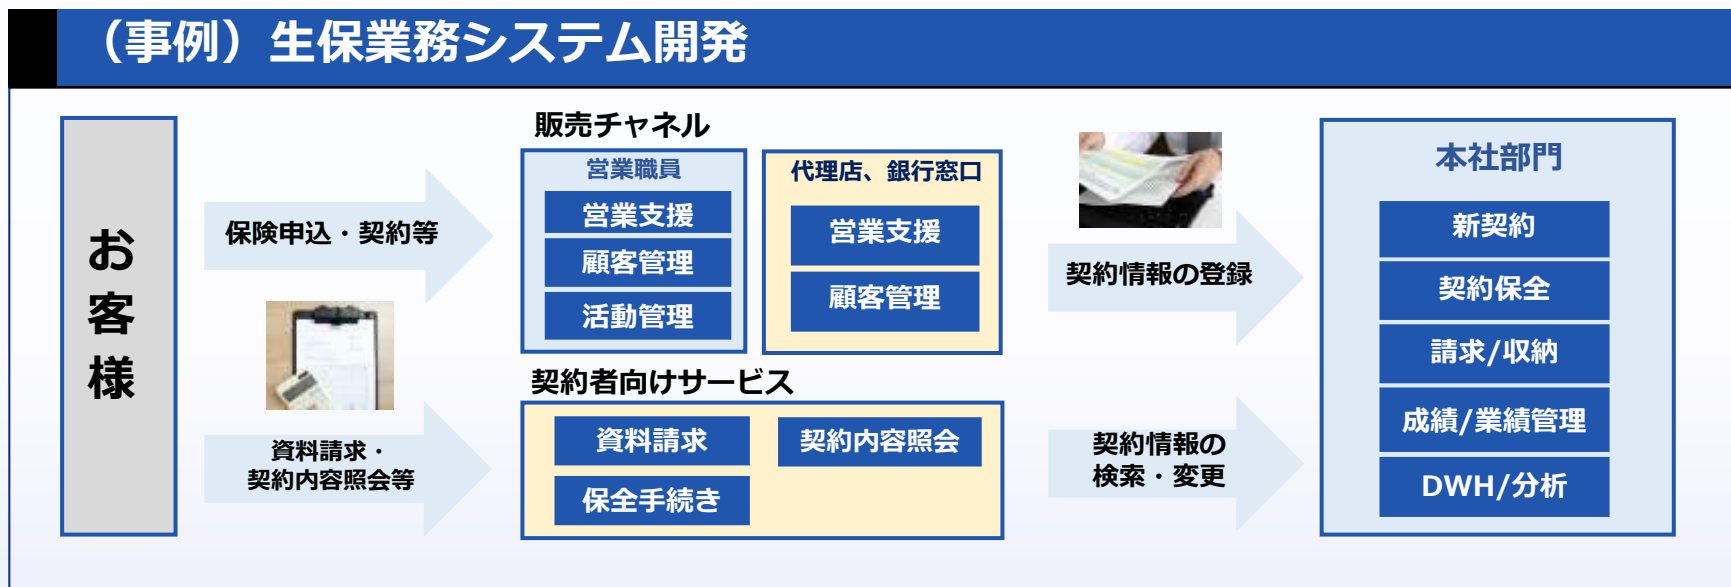 （事例）生保業務システム開発
お
客
様
保険申込・契約等
資料請求・
契約内容照会等
販売チャネル
営業職員
営業支援
顧客管理
活動管理
代理店、銀行窓口
営業支援
顧客管理
契約者向けサービス
資料請求
契約内容照会
保全手続き
契約情報の登録
契約情報の
検索・変更
本社部門
新契約
契約保全
請求/収納
成績/業績管理
DWH/分析